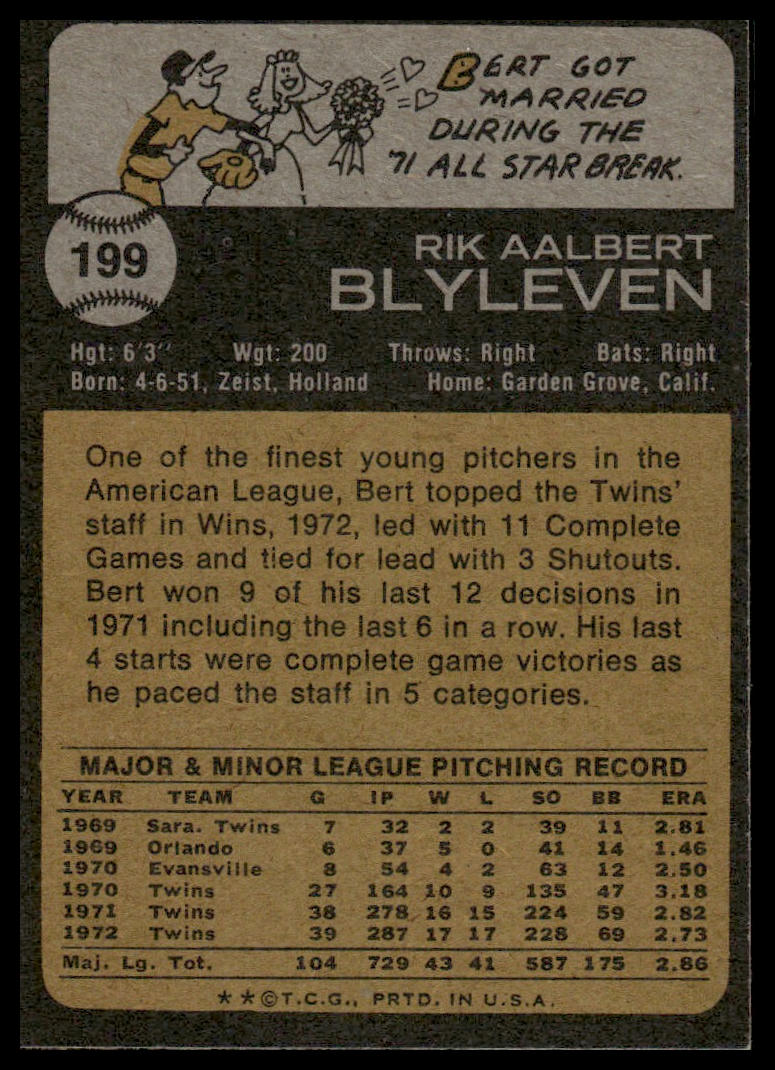 BERT GOT
MARRIED
DURING THE
'71 ALL STAR BREAK.
199
RIK AALBERT
BLYLEVEN
Hgt: 6'3" Wgt: 200 Throws: Right Bats: Right
Born: 4-6-51, Zeist, Holland Home: Garden Grove, Calif.
One of the finest young pitchers in the
American League, Bert topped the Twins'
staff in Wins, 1972, led with 11 Complete
Games and tied for lead with 3 Shutouts.
Bert won 9 of his last 12 decisions in
1971 including the last 6 in a row. His last
4 starts were complete game victories as
he paced the staff in 5 categories.
MAJOR & MINOR LEAGUE PITCHING RECORD
YEAR TEAM G IP W L SO BB ERA
1969 Sara. Twins 7 32 2 2 39 11 2.81
1969 Orlando 6 37 5 0 41 14 1.46
1970 Evansville 8 54 4 2 63 12 2.50
1970 Twins 27 164 10 9 135 47 3.18
1971 Twins 38 278 16 15 224 59 2.82
1972 Twins 39 287 17 17 228 69 2.73
Maj. Lg. Tot. 104 729 43 41 587 175 2.86
★ ★ © T.C.G., PRTD. IN U.S.A.